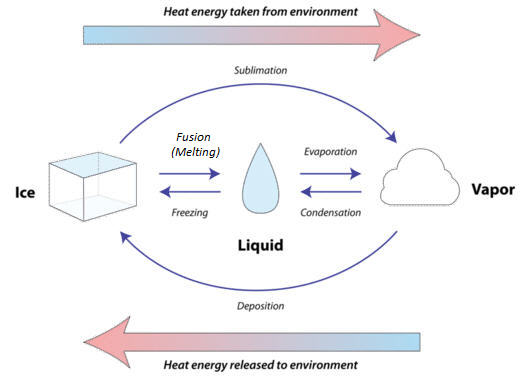 Heat energy taken from environment
Sublimation
Fusion
(Melting)
Evaporation
Ice
Vapor
Freezing
Condensation
Liquid
Deposition
Heat energy released to environment